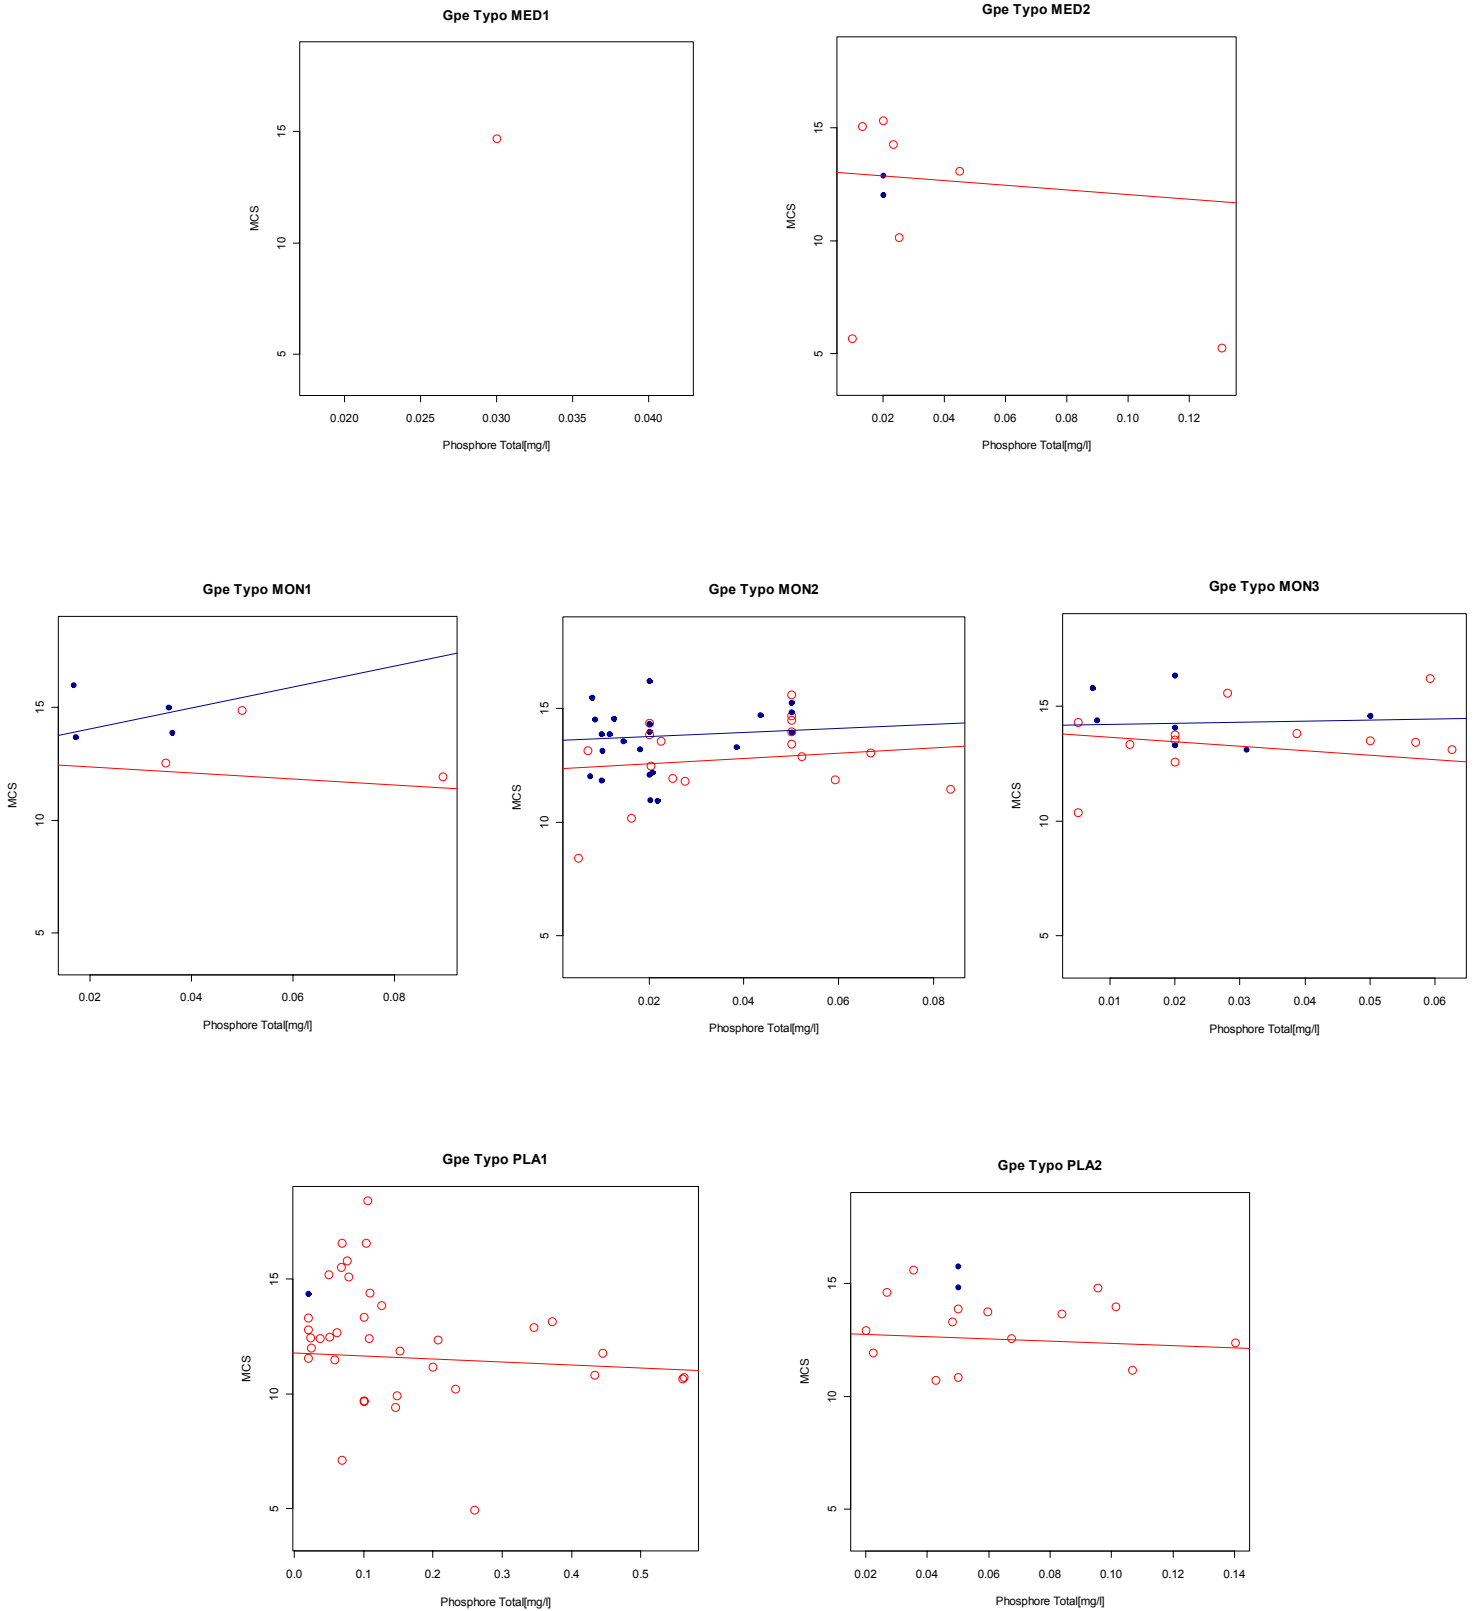 Gpe Typo MED1
MCS
15
10
5
0.020 0.025 0.030 0.035 0.040
Phosphore Total[mg/l]
Gpe Typo MED2
MCS
15
10
5
0.02 0.04 0.06 0.08 0.10 0.12
Phosphore Total[mg/l]
Gpe Typo MON1
MCS
15
10
5
0.02 0.04 0.06 0.08
Phosphore Total[mg/l]
Gpe Typo MON2
MCS
15
10
5
0.02 0.04 0.06 0.08
Phosphore Total[mg/l]
Gpe Typo MON3
MCS
15
10
5
0.01 0.02 0.03 0.04 0.05 0.06
Phosphore Total[mg/l]
Gpe Typo PLA1
MCS
15
10
5
0.0 0.1 0.2 0.3 0.4 0.5
Phosphore Total[mg/l]
Gpe Typo PLA2
MCS
15
10
5
0.02 0.04 0.06 0.08 0.10 0.12 0.14
Phosphore Total[mg/l]